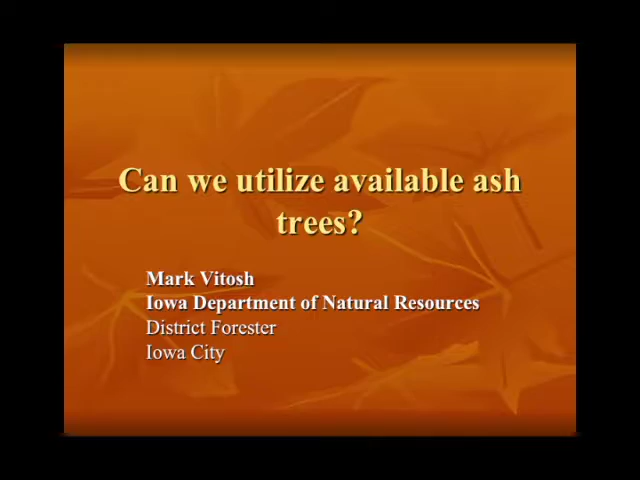 Can we utilize available ash
trees?
Mark Vitosh
Iowa Department of Natural Resources
District Forester
Iowa City